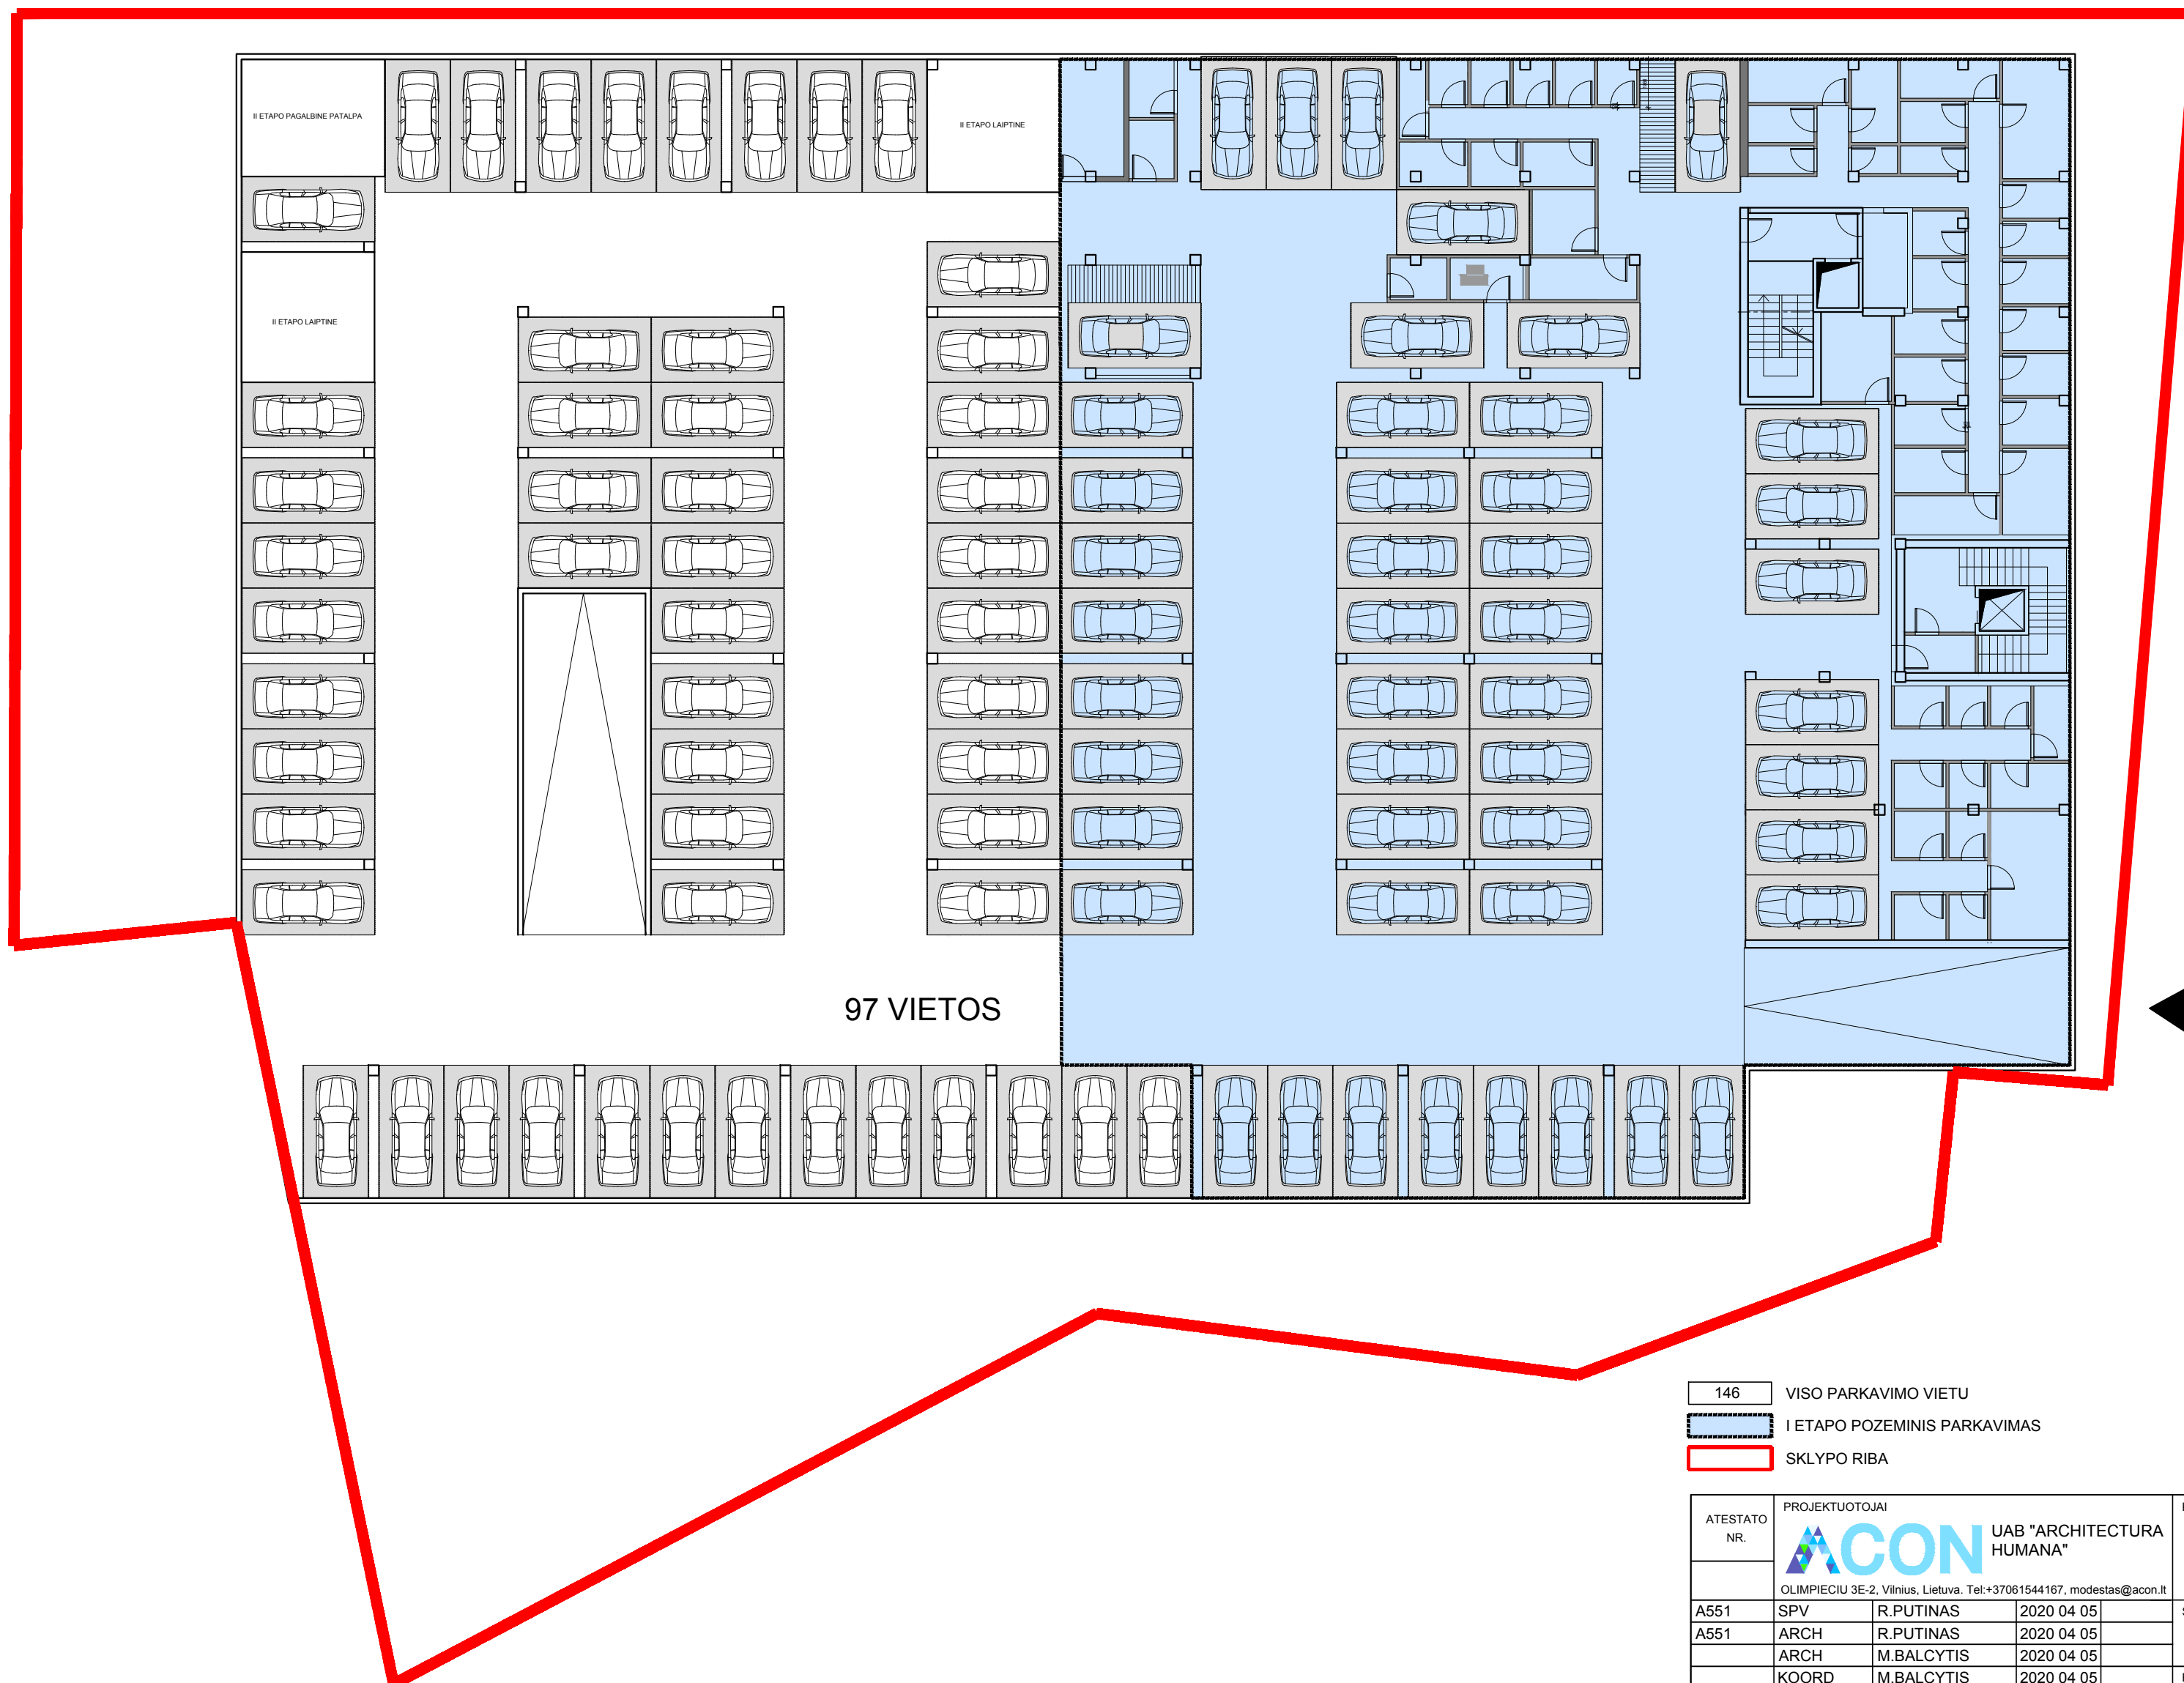 II ETAPO PAGALBINE PATALPA
II ETAPO LAIPTINE
II ETAPO LAIPTINE
97 VIETOS
146 VISO PARKAVIMO VIETU
I ETAPO POZEMINIS PARKAVIMAS
SKLYPO RIBA
ATESTATO
NR.
PROJEKTUOTOJAI
ACON
UAB "ARCHITECTURA
HUMANA"
OLIMPIECIU 3E-2, Vilnius, Lietuva. Tel:+37061544167, modestas@acon.lt
A551 SPV R.PUTINAS 2020 04 05
A551 ARCH R.PUTINAS 2020 04 05
ARCH M.BALCYTIS 2020 04 05
KOORD M.BALCYTIS 2020 04 05